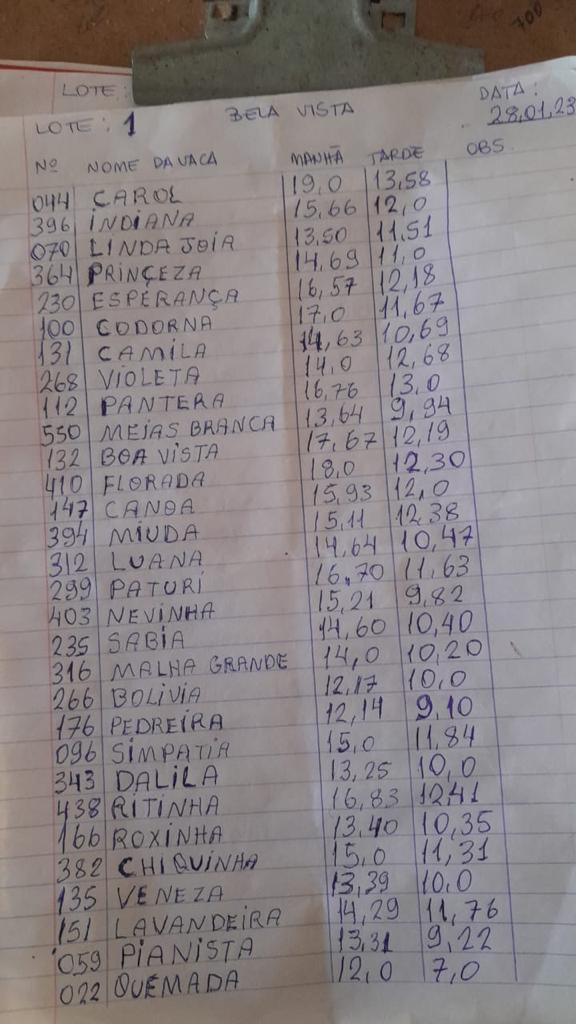 LOTE:
LOTE: 1 BELA VISTA DATA: 28,01,23
Nº NOME DA VACA MANHÃ TARDE OBS.
044 CAROL 19,0 13,58
396 INDIANA 15,66 12,0
070 LINDA JOIA 13,50 11,51
364 PRINÇEZA 14,69 11,0
230 ESPERANÇA 16,57 12,18
100 CODORNA 17,0 11,67
131 CAMILA 14,63 10,69
268 VIOLETA 14,0 12,68
112 PANTERA 16,76 13,0
550 MEIAS BRANCA 13,64 9,94
132 BOA VISTA 17,67 12,19
410 FLORADA 18,0 12,30
147 CANOA 15,93 12,0
394 MIUDA 15,11 12,38
312 LUANA 14,64 10,47
299 PATURI 16,70 11,63
403 NEVINHA 15,21 9,82
235 SABIA 14,60 10,40
316 MALHA GRANDE 14,0 10,20
266 BOLIVIA 12,17 10,0
176 PEDREIRA 12,14 9,10
096 SIMPATIA 15,0 11,84
343 DALILA 13,25 10,0
438 RITINHA 16,83 12,41
166 ROXINHA 13,40 10,35
382 CHIQUINHA 15,0 11,31
135 VENEZA 13,39 10,0
151 LAVANDEIRA 14,29 11,76
059 PIANISTA 13,31 9,22
022 QUEMADA 12,0 7,0